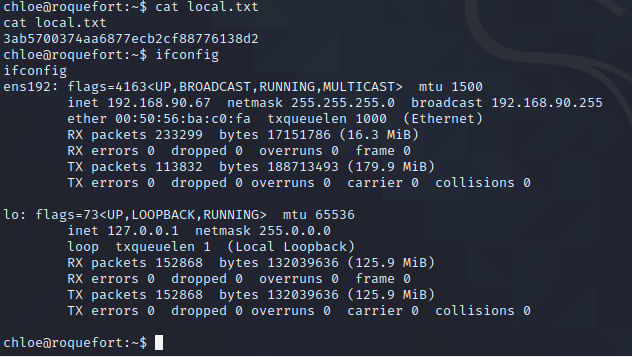 chloe@roquefort:~$ cat local.txt
cat local.txt
3ab5700374aa6877ecb2cf88776138d2
chloe@roquefort:~$ ifconfig
ifconfig
ens192: flags=4163<UP,BROADCAST,RUNNING,MULTICAST>  mtu 1500
        inet 192.168.90.67  netmask 255.255.255.0  broadcast 192.168.90.255
        ether 00:50:56:ba:c0:fa  txqueuelen 1000  (Ethernet)
        RX packets 233299  bytes 17151786 (16.3 MiB)
        RX errors 0  dropped 0  overruns 0  frame 0
        TX packets 113832  bytes 188713493 (179.9 MiB)
        TX errors 0  dropped 0 overruns 0  carrier 0  collisions 0

lo: flags=73<UP,LOOPBACK,RUNNING>  mtu 65536
        inet 127.0.0.1  netmask 255.0.0.0
        loop  txqueuelen 1  (Local Loopback)
        RX packets 152868  bytes 132039636 (125.9 MiB)
        RX errors 0  dropped 0  overruns 0  frame 0
        TX packets 152868  bytes 132039636 (125.9 MiB)
        TX errors 0  dropped 0 overruns 0  carrier 0  collisions 0

chloe@roquefort:~$